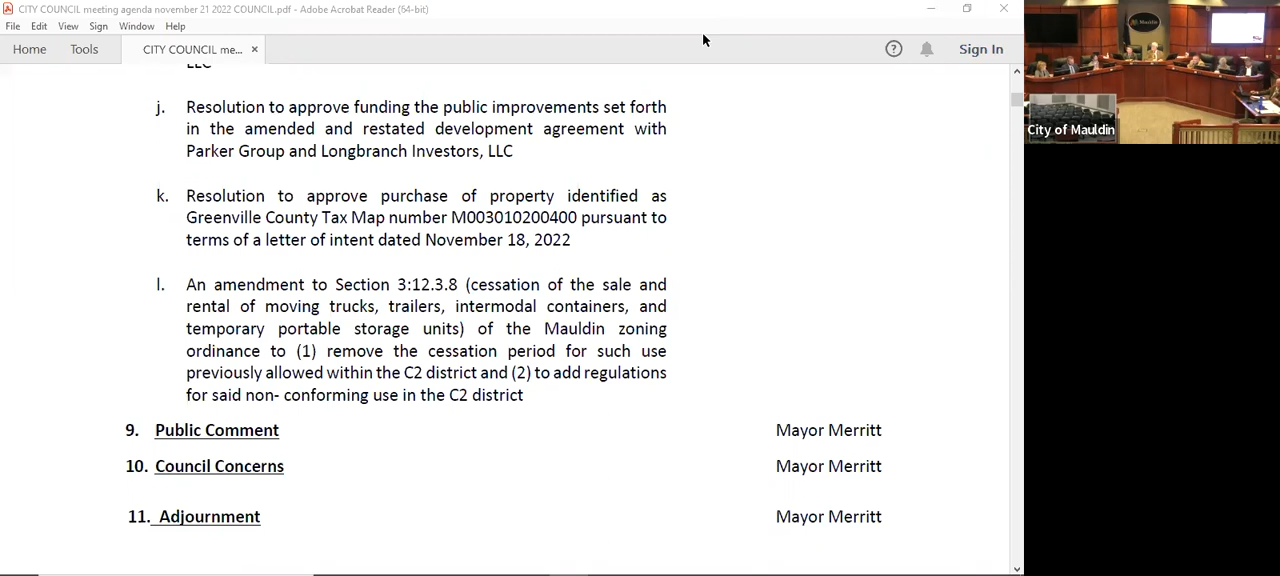 CITY COUNCIL meeting agenda november 21 2022 COUNCIL.pdf - Adobe Acrobat Reader (64-bit)
File Edit View Sign Window Help
Home Tools CITY COUNCIL me... × Sign In
LLC
j. Resolution to approve funding the public improvements set forth
in the amended and restated development agreement with
Parker Group and Longbranch Investors, LLC
k. Resolution to approve purchase of property identified as
Greenville County Tax Map number M003010200400 pursuant to
terms of a letter of intent dated November 18, 2022
l. An amendment to Section 3:12.3.8 (cessation of the sale and
rental of moving trucks, trailers, intermodal containers, and
temporary portable storage units) of the Mauldin zoning
ordinance to (1) remove the cessation period for such use
previously allowed within the C2 district and (2) to add regulations
for said non- conforming use in the C2 district
9. Public Comment Mayor Merritt
10. Council Concerns Mayor Merritt
11. Adjournment Mayor Merritt
Mauldin
City of Mauldin